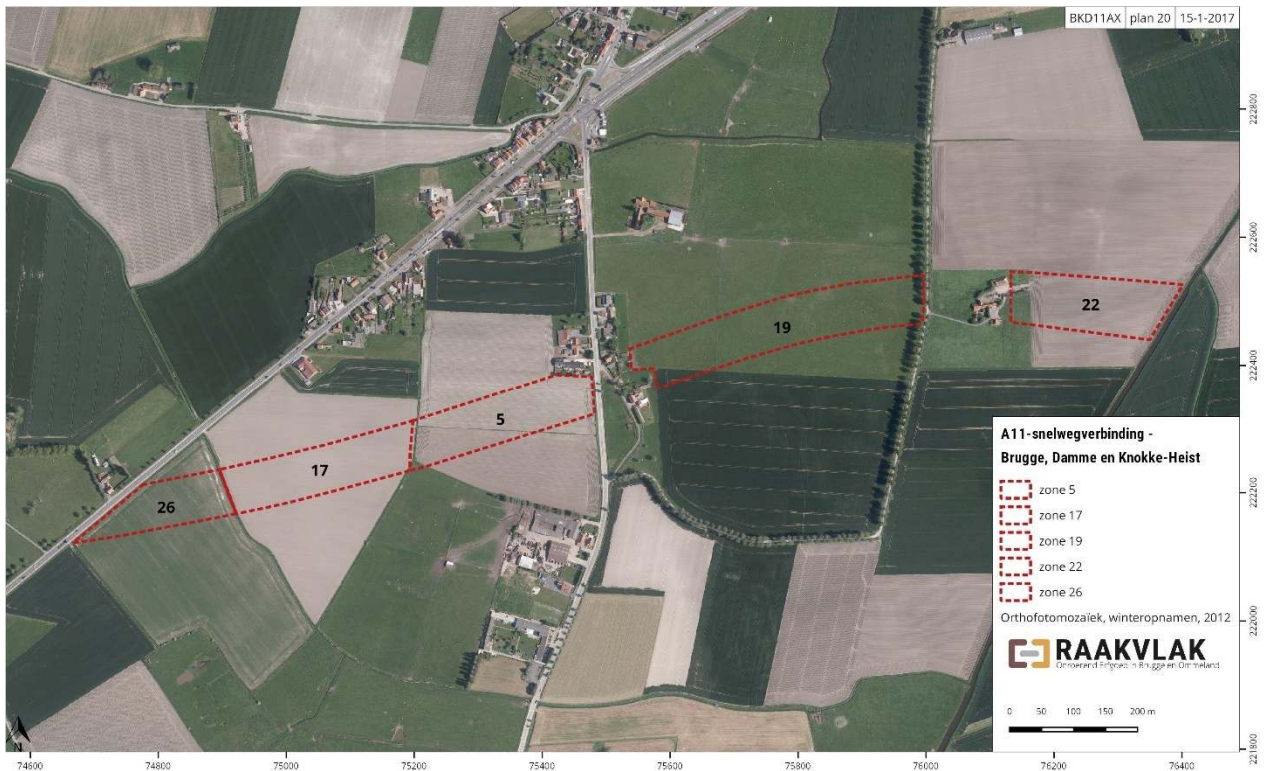 BKD11AX plan 20 15-1-2017
222800
222600
19
22
222400
5
17
26
222200
A11-snelwegverbinding -
Brugge, Damme en Knokke-Heist
zone 5
zone 17
zone 19
zone 22
zone 26
Orthofotomozaïek, winteropnamen, 2012
RAAKVLAK
Onroerend Erfgoed in Brugge en Ommeland
222000
0 50 100 150 200 m
N
221800
74600 74800 75000 75200 75400 75600 75800 76000 76200 76400